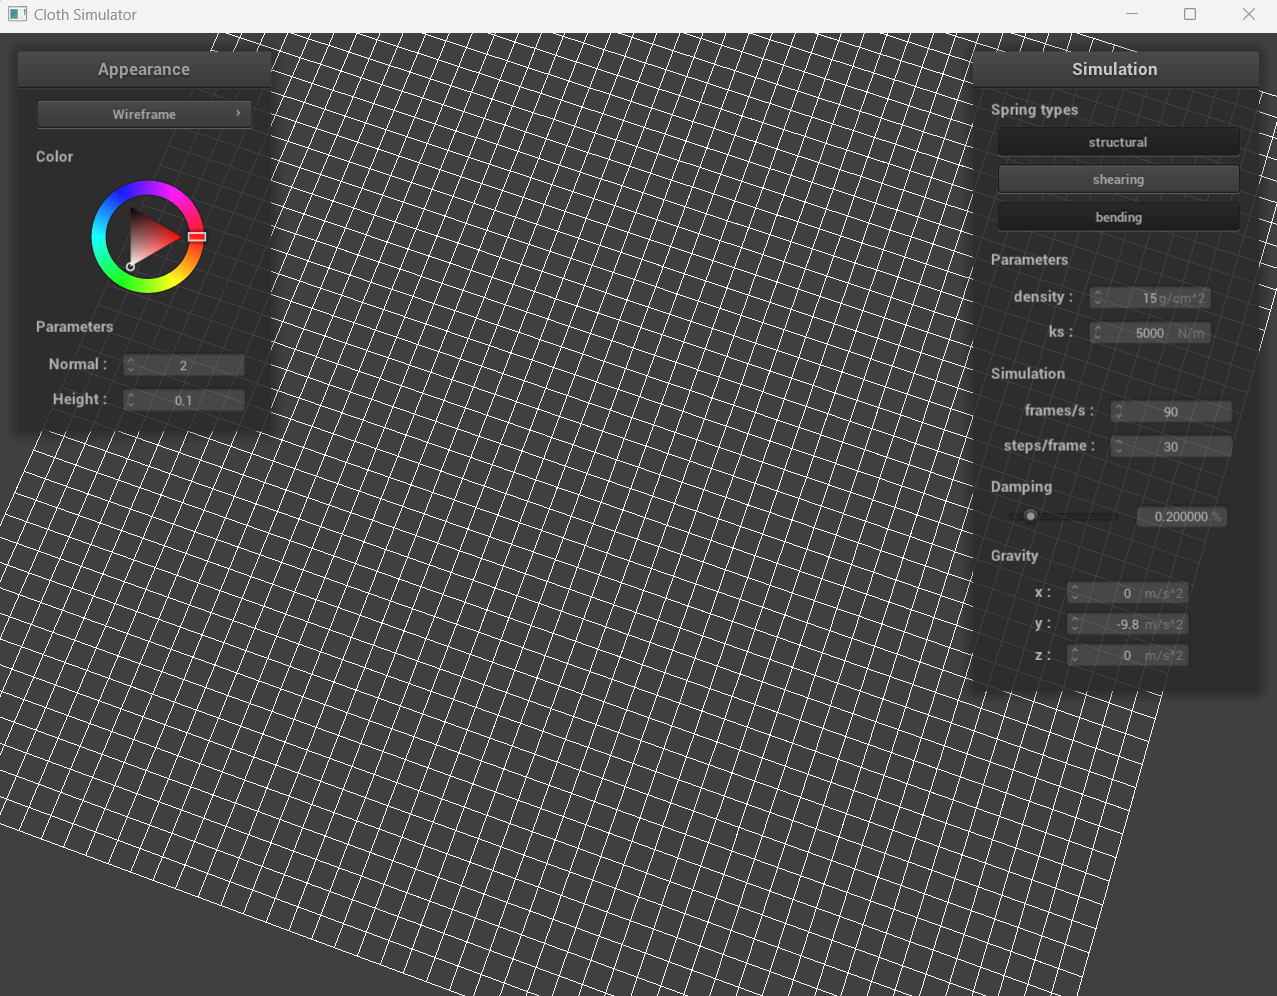 Cloth Simulator
Appearance
Wireframe
Color
Parameters
Normal : 2
Height : 0.1
Simulation
Spring types
structural
shearing
bending
Parameters
density : 15 g/cm^2
ks : 5000 N/m
Simulation
frames/s : 90
steps/frame : 30
Damping
0.200000 %
Gravity
x : 0 m/s^2
y : -9.8 m/s^2
z : 0 m/s^2